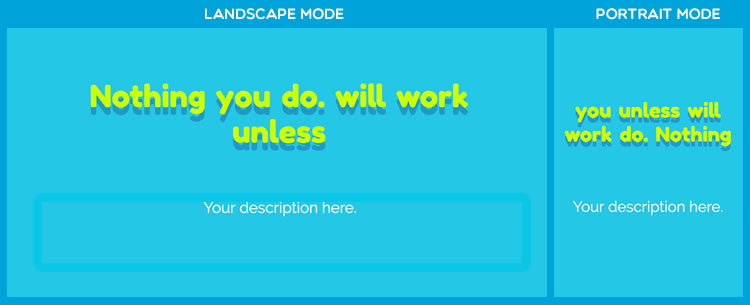 LANDSCAPE MODE
Nothing you do. will work
unless
Your description here.
PORTRAIT MODE
you unless will
work do. Nothing
Your description here.